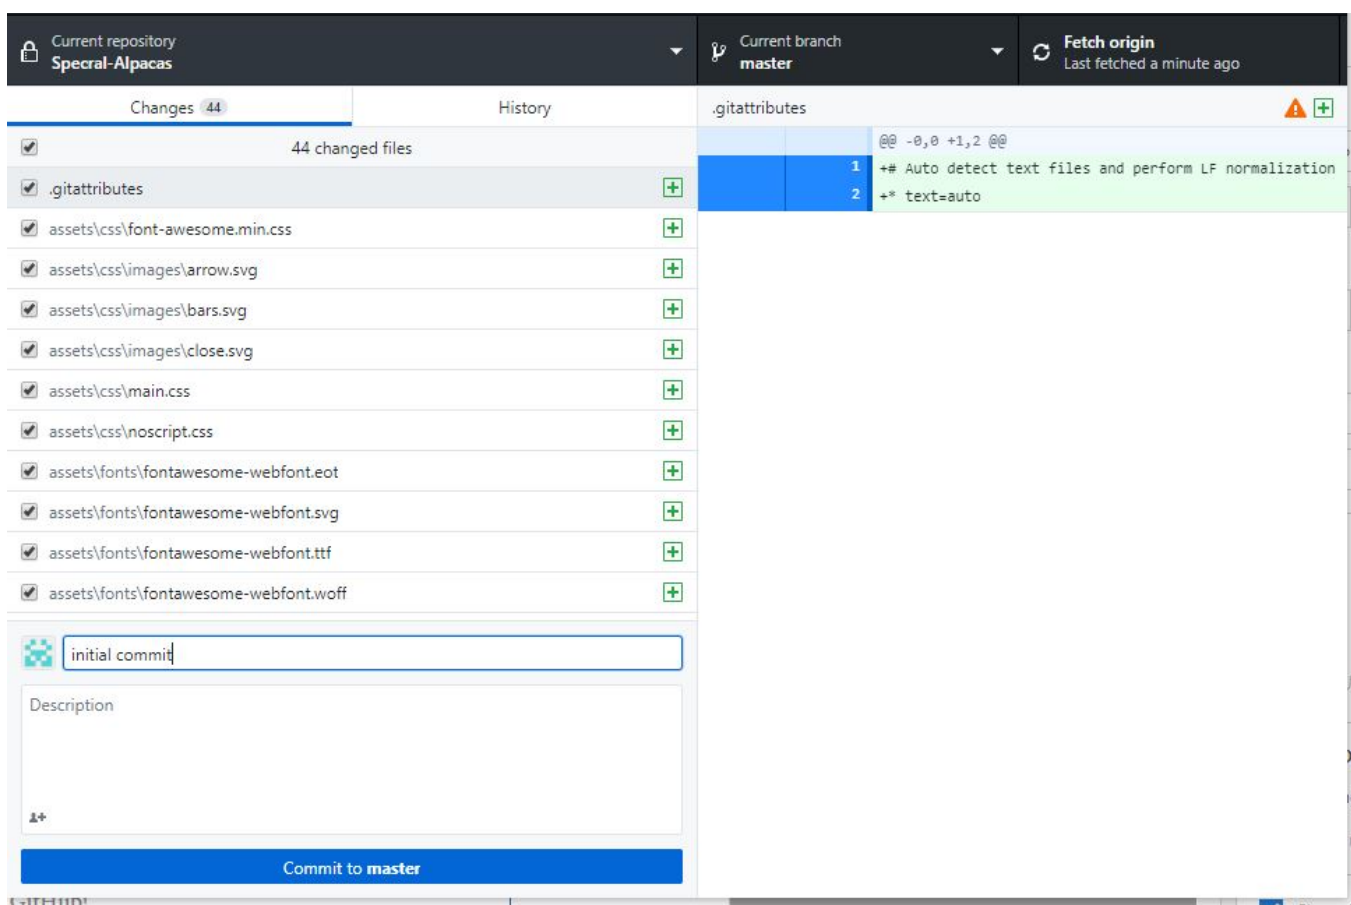 Current repository
Specral-Alpacas
Current branch
master
Fetch origin
Last fetched a minute ago
Changes 44
History
.gitattributes
44 changed files
@@ -0,0 +1,2 @@
1 +# Auto detect text files and perform LF normalization
2 +* text=auto
.gitattributes
assets\css\font-awesome.min.css
assets\css\images\arrow.svg
assets\css\images\bars.svg
assets\css\images\close.svg
assets\css\main.css
assets\css\noscript.css
assets\fonts\fontawesome-webfont.eot
assets\fonts\fontawesome-webfont.svg
assets\fonts\fontawesome-webfont.ttf
assets\fonts\fontawesome-webfont.woff
initial commit
Description
Commit to master
GitHub!